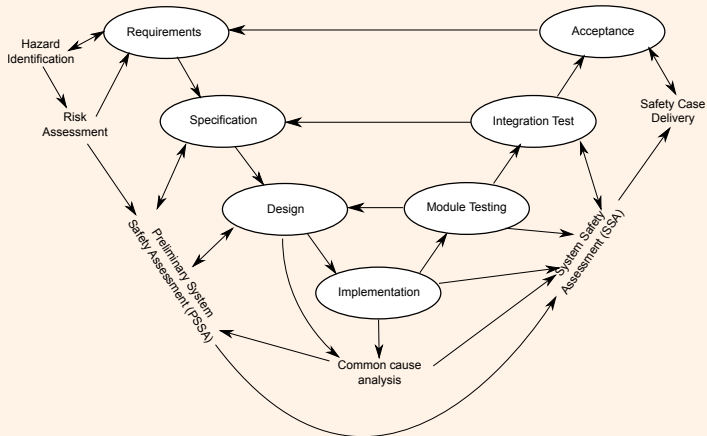 Requirements
Acceptance
Hazard
Identification
Risk
Assessment
Safety Case
Delivery
Specification
Integration Test
Design
Module Testing
Preliminary System
Safety Assessment (PSSA)
System Safety
Assessment (SSA)
Implementation
Common cause
analysis